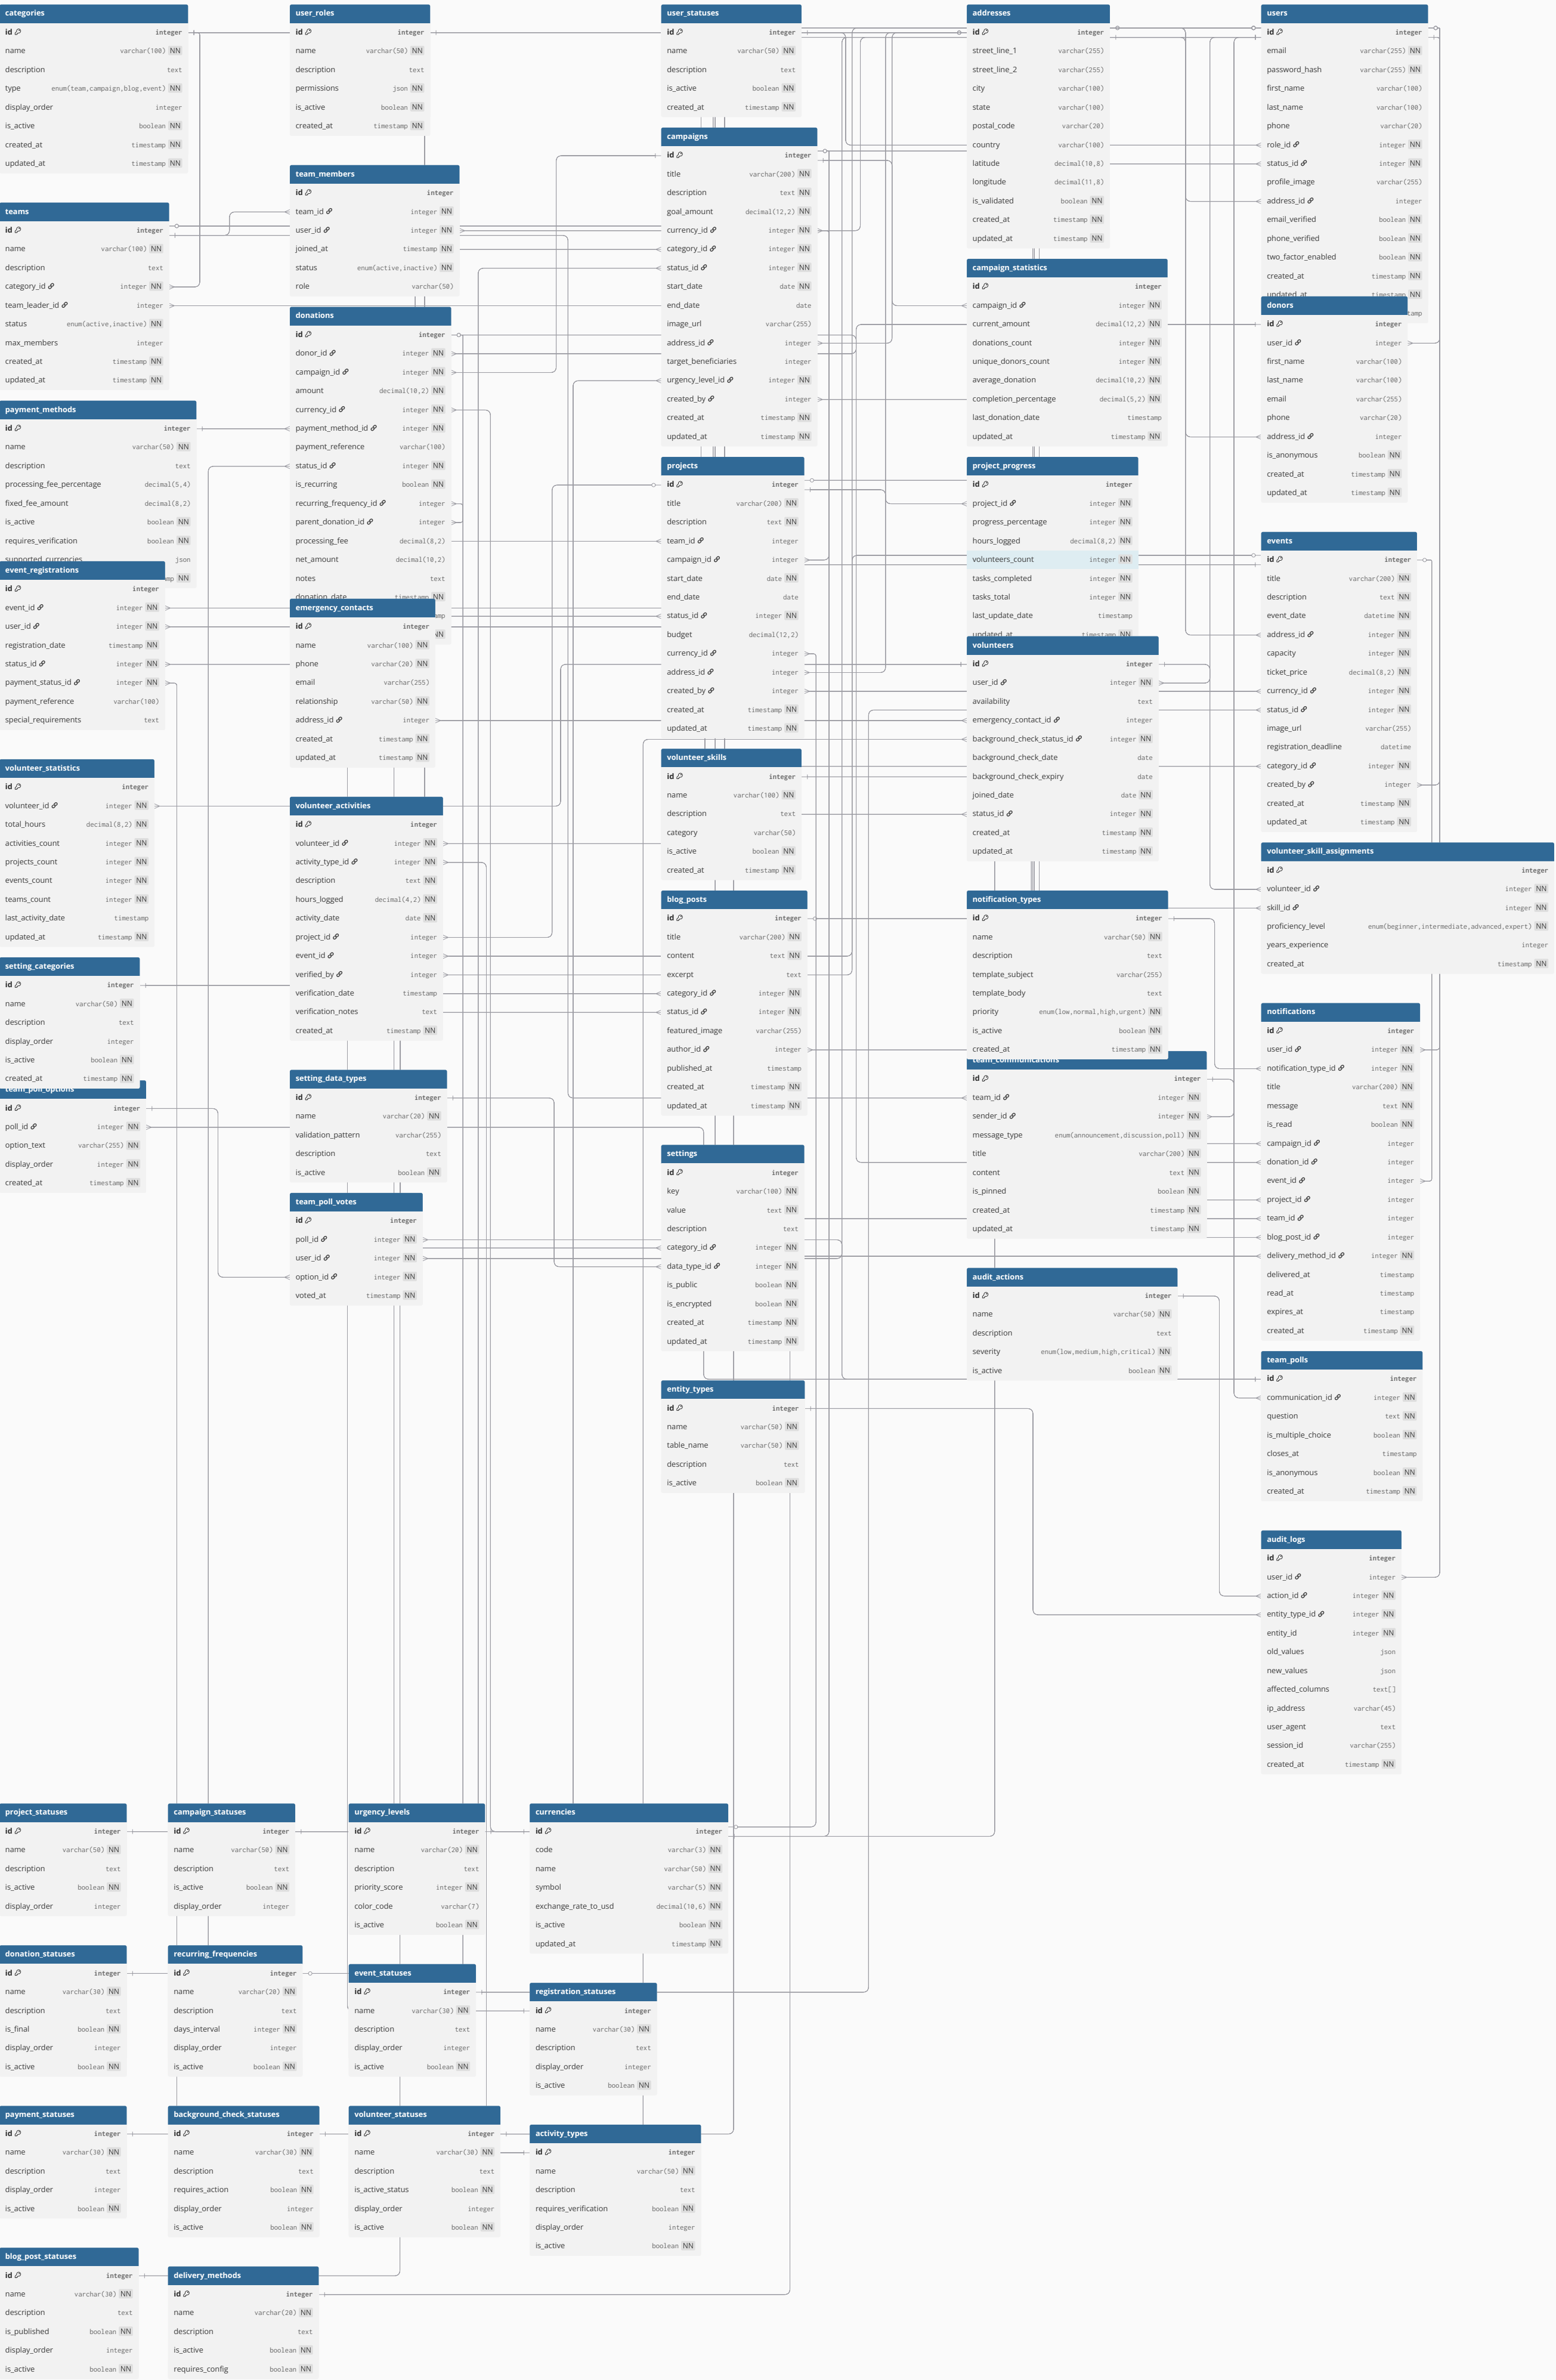 categories
id integer
name varchar(100) NN
description text
type enum(team,campaign,blog,event) NN
display_order integer
is_active boolean NN
created_at timestamp NN
updated_at timestamp NN
teams
id integer
name varchar(100) NN
description text
category_id integer NN
team_leader_id integer
status enum(active,inactive) NN
max_members integer
created_at timestamp NN
updated_at timestamp NN
payment_methods
id integer
name varchar(50) NN
description text
processing_fee_percentage decimal(5,4)
fixed_fee_amount decimal(8,2)
is_active boolean NN
requires_verification boolean NN
supported_currencies json
NN
event_registrations
id integer
event_id integer NN
user_id integer NN
registration_date timestamp NN
status_id integer NN
payment_status_id integer NN
payment_reference varchar(100)
special_requirements text
volunteer_statistics
id integer
volunteer_id integer NN
total_hours decimal(8,2) NN
activities_count integer NN
projects_count integer NN
events_count integer NN
teams_count integer NN
last_activity_date timestamp
updated_at timestamp NN
setting_categories
id integer
name varchar(50) NN
description text
display_order integer
is_active boolean NN
created_at timestamp NN
team_poll_options
id integer
poll_id integer NN
option_text varchar(255) NN
display_order integer NN
created_at timestamp NN
user_roles
id integer
name varchar(50) NN
description text
permissions json NN
is_active boolean NN
created_at timestamp NN
team_members
id integer
team_id integer NN
user_id integer NN
joined_at timestamp NN
status enum(active,inactive) NN
role varchar(50)
donations
id integer
donor_id integer NN
campaign_id integer NN
amount decimal(10,2) NN
currency_id integer NN
payment_method_id integer NN
payment_reference varchar(100)
status_id integer NN
is_recurring boolean NN
recurring_frequency_id integer
parent_donation_id integer
processing_fee decimal(8,2)
net_amount decimal(10,2)
notes text
donation_date timestamp NN
emergency_contacts
id integer
name varchar(100) NN
phone varchar(20) NN
email varchar(255)
relationship varchar(50) NN
address_id integer
created_at timestamp NN
updated_at timestamp NN
volunteer_activities
id integer
volunteer_id integer NN
activity_type_id integer NN
description text NN
hours_logged decimal(4,2) NN
activity_date date NN
project_id integer
event_id integer
verified_by integer
verification_date timestamp
verification_notes text
created_at timestamp NN
setting_data_types
id integer
name varchar(20) NN
validation_pattern varchar(255)
description text
is_active boolean NN
team_poll_votes
id integer
poll_id integer NN
user_id integer NN
option_id integer NN
voted_at timestamp NN
user_statuses
id integer
name varchar(50) NN
description text
is_active boolean NN
created_at timestamp NN
campaigns
id integer
title varchar(200) NN
description text NN
goal_amount decimal(12,2) NN
currency_id integer NN
category_id integer NN
status_id integer NN
start_date date NN
end_date date
image_url varchar(255)
address_id integer
target_beneficiaries integer
urgency_level_id integer NN
created_by integer NN
created_at timestamp NN
updated_at timestamp NN
projects
id integer
title varchar(200) NN
description text NN
team_id integer
campaign_id integer
start_date date NN
end_date date
status_id integer NN
budget decimal(12,2)
currency_id integer
address_id integer
created_by integer NN
created_at timestamp NN
updated_at timestamp NN
volunteer_skills
id integer
name varchar(100) NN
description text
category varchar(50)
is_active boolean NN
created_at timestamp NN
blog_posts
id integer
title varchar(200) NN
content text NN
excerpt text
category_id integer NN
status_id integer NN
featured_image varchar(255)
author_id integer
published_at timestamp
created_at timestamp NN
updated_at timestamp NN
settings
id integer
key varchar(100) NN
value text NN
description text
category_id integer NN
data_type_id integer NN
is_public boolean NN
is_encrypted boolean NN
created_at timestamp NN
updated_at timestamp NN
entity_types
id integer
name varchar(50) NN
table_name varchar(50) NN
description text
is_active boolean NN
addresses
id integer
street_line_1 varchar(255)
street_line_2 varchar(255)
city varchar(100)
state varchar(100)
postal_code varchar(20)
country varchar(100)
latitude decimal(10,8)
longitude decimal(11,8)
is_validated boolean NN
created_at timestamp NN
updated_at timestamp NN
campaign_statistics
id integer
campaign_id integer NN
current_amount decimal(12,2) NN
donations_count integer NN
unique_donors_count integer NN
average_donation decimal(10,2) NN
completion_percentage decimal(5,2) NN
last_donation_date timestamp
updated_at timestamp NN
project_progress
id integer
project_id integer NN
progress_percentage integer NN
hours_logged decimal(8,2) NN
volunteers_count integer NN
tasks_completed integer NN
tasks_total integer NN
last_update_date timestamp
updated_at timestamp NN
volunteers
id integer
user_id integer NN
availability text
emergency_contact_id integer
background_check_status_id integer NN
background_check_date date
background_check_expiry date
joined_date date NN
status_id integer NN
created_at timestamp NN
updated_at timestamp NN
notification_types
id integer
name varchar(50) NN
description text
template_subject varchar(255)
template_body text
priority enum(low,normal,high,urgent) NN
is_active boolean NN
created_at timestamp NN
team_communications
id integer
team_id integer NN
sender_id integer NN
message_type enum(announcement,discussion,poll) NN
title varchar(200) NN
content text NN
is_pinned boolean NN
created_at timestamp NN
updated_at timestamp NN
audit_actions
id integer
name varchar(50) NN
description text
severity enum(low,medium,high,critical) NN
is_active boolean NN
users
id integer
email varchar(255) NN
password_hash varchar(255) NN
first_name varchar(100)
last_name varchar(100)
phone varchar(20)
role_id integer NN
status_id integer NN
profile_image varchar(255)
address_id integer
email_verified boolean NN
phone_verified boolean NN
two_factor_enabled boolean NN
created_at timestamp NN
updated_at timestamp NN
donors
id integer
user_id integer
first_name varchar(100)
last_name varchar(100)
email varchar(255)
phone varchar(20)
address_id integer
is_anonymous boolean NN
created_at timestamp NN
updated_at timestamp NN
events
id integer
title varchar(200) NN
description text NN
event_date datetime NN
address_id integer NN
capacity integer
ticket_price decimal(8,2) NN
currency_id integer NN
status_id integer NN
image_url varchar(255)
registration_deadline datetime
category_id integer NN
created_by integer NN
created_at timestamp NN
updated_at timestamp NN
volunteer_skill_assignments
id integer
volunteer_id integer NN
skill_id integer NN
proficiency_level enum(beginner,intermediate,advanced,expert) NN
years_experience integer
created_at timestamp NN
notifications
id integer
user_id integer NN
notification_type_id integer NN
title varchar(200) NN
message text NN
is_read boolean NN
campaign_id integer
donation_id integer
event_id integer
project_id integer
team_id integer
blog_post_id integer
delivery_method_id integer NN
delivered_at timestamp
read_at timestamp
expires_at timestamp
created_at timestamp NN
team_polls
id integer
communication_id integer NN
question text NN
is_multiple_choice boolean NN
closes_at timestamp
is_anonymous boolean NN
created_at timestamp NN
audit_logs
id integer
user_id integer
action_id integer NN
entity_type_id integer NN
entity_id integer NN
old_values json
new_values json
affected_columns text[]
ip_address varchar(45)
user_agent text
session_id varchar(255)
created_at timestamp NN
project_statuses
id integer
name varchar(50) NN
description text
is_active boolean NN
display_order integer
campaign_statuses
id integer
name varchar(50) NN
description text
is_active boolean NN
display_order integer
urgency_levels
id integer
name varchar(20) NN
description text
priority_score integer NN
color_code varchar(7)
is_active boolean NN
currencies
id integer
code varchar(3) NN
name varchar(50) NN
symbol varchar(5) NN
exchange_rate_to_usd decimal(10,6) NN
is_active boolean NN
updated_at timestamp NN
donation_statuses
id integer
name varchar(30) NN
description text
is_final boolean NN
display_order integer
is_active boolean NN
recurring_frequencies
id integer
name varchar(20) NN
description text
days_interval integer NN
display_order integer
is_active boolean NN
event_statuses
id integer
name varchar(30) NN
description text
display_order integer
is_active boolean NN
registration_statuses
id integer
name varchar(30) NN
description text
display_order integer
is_active boolean NN
payment_statuses
id integer
name varchar(30) NN
description text
display_order integer
is_active boolean NN
background_check_statuses
id integer
name varchar(30) NN
description text
requires_action boolean NN
display_order integer
is_active boolean NN
volunteer_statuses
id integer
name varchar(30) NN
description text
is_active_status boolean NN
display_order integer
is_active boolean NN
activity_types
id integer
name varchar(50) NN
description text
requires_verification boolean NN
display_order integer
is_active boolean NN
blog_post_statuses
id integer
name varchar(30) NN
description text
is_published boolean NN
display_order integer
is_active boolean NN
delivery_methods
id integer
name varchar(20) NN
description text
is_active boolean NN
requires_config boolean NN